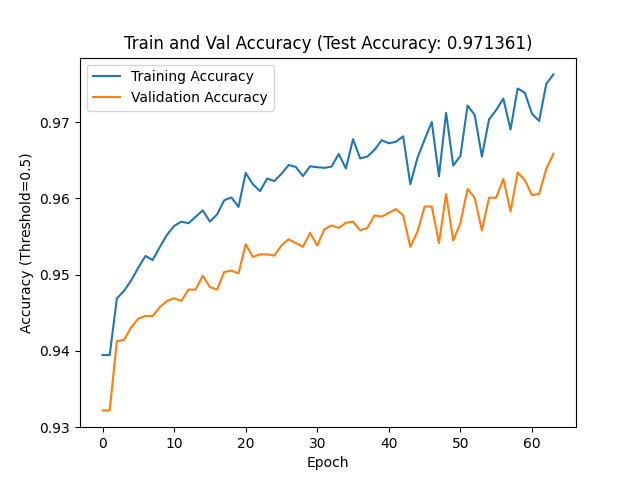 Train and Val Accuracy (Test Accuracy: 0.971361)
Training Accuracy
Validation Accuracy
0.97
0.96
0.95
0.94
0.93
Accuracy (Threshold=0.5)
0 10 20 30 40 50 60
Epoch